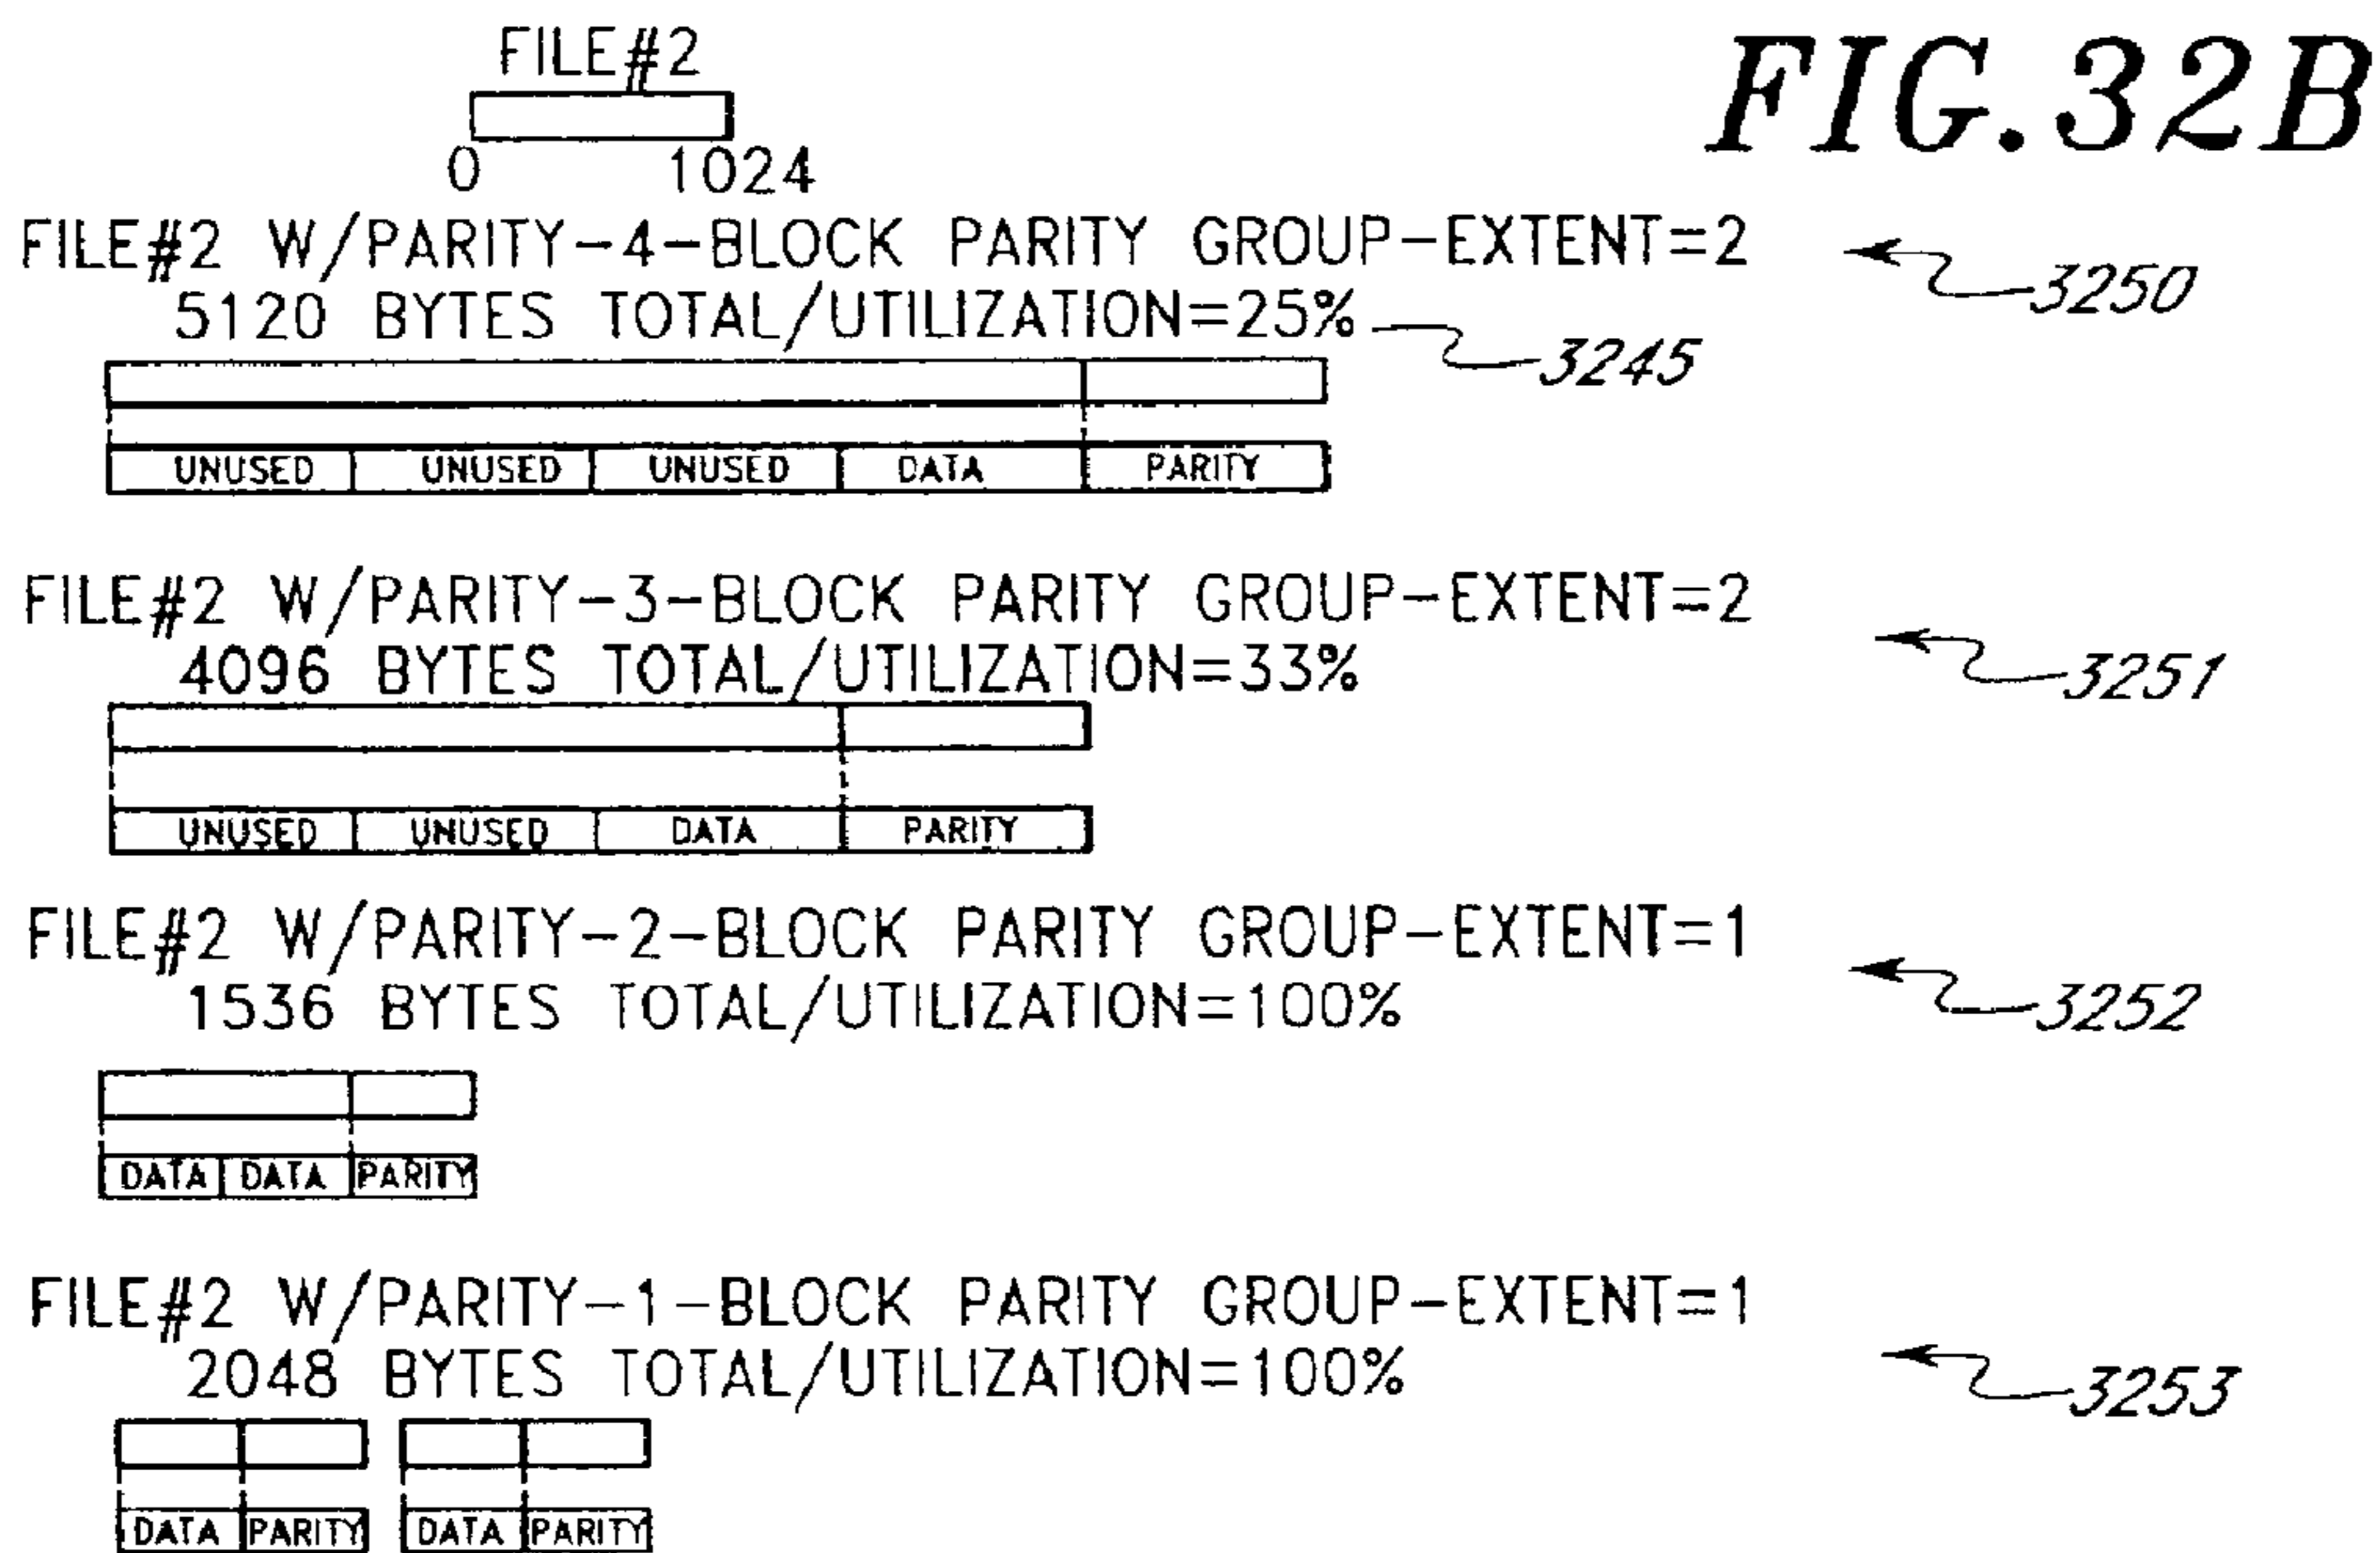 FIG.32B
FILE#2
0 1024
FILE#2 W/PARITY-4-BLOCK PARITY GROUP-EXTENT=2
3250
5120 BYTES TOTAL/UTILIZATION=25%
3245
UNUSED UNUSED UNUSED DATA PARITY
FILE#2 W/PARITY-3-BLOCK PARITY GROUP-EXTENT=2
4096 BYTES TOTAL/UTILIZATION=33%
3251
UNUSED UNUSED DATA PARITY
FILE#2 W/PARITY-2-BLOCK PARITY GROUP-EXTENT=1
1536 BYTES TOTAL/UTILIZATION=100%
3252
DATA DATA PARITY
FILE#2 W/PARITY-1-BLOCK PARITY GROUP-EXTENT=1
2048 BYTES TOTAL/UTILIZATION=100%
3253
DATA PARITY DATA PARITY